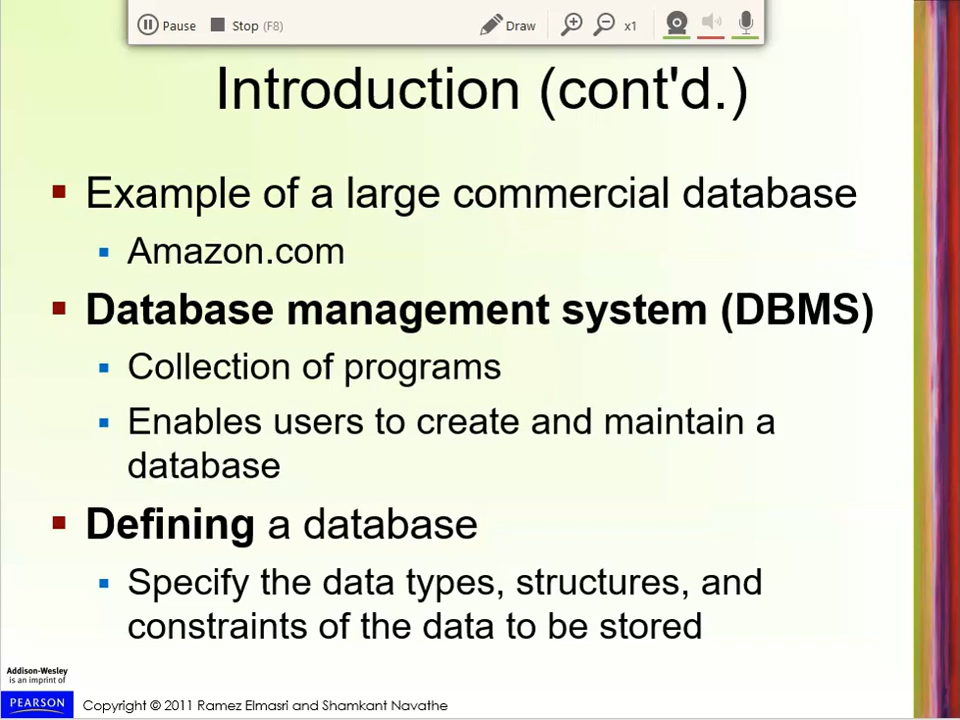 Pause Stop (F8) Draw x1
Introduction (cont'd.)
Example of a large commercial database
Amazon.com
Database management system (DBMS)
Collection of programs
Enables users to create and maintain a
database
Defining a database
Specify the data types, structures, and
constraints of the data to be stored
Addison-Wesley
is an imprint of
PEARSON
Copyright © 2011 Ramez Elmasri and Shamkant Navathe